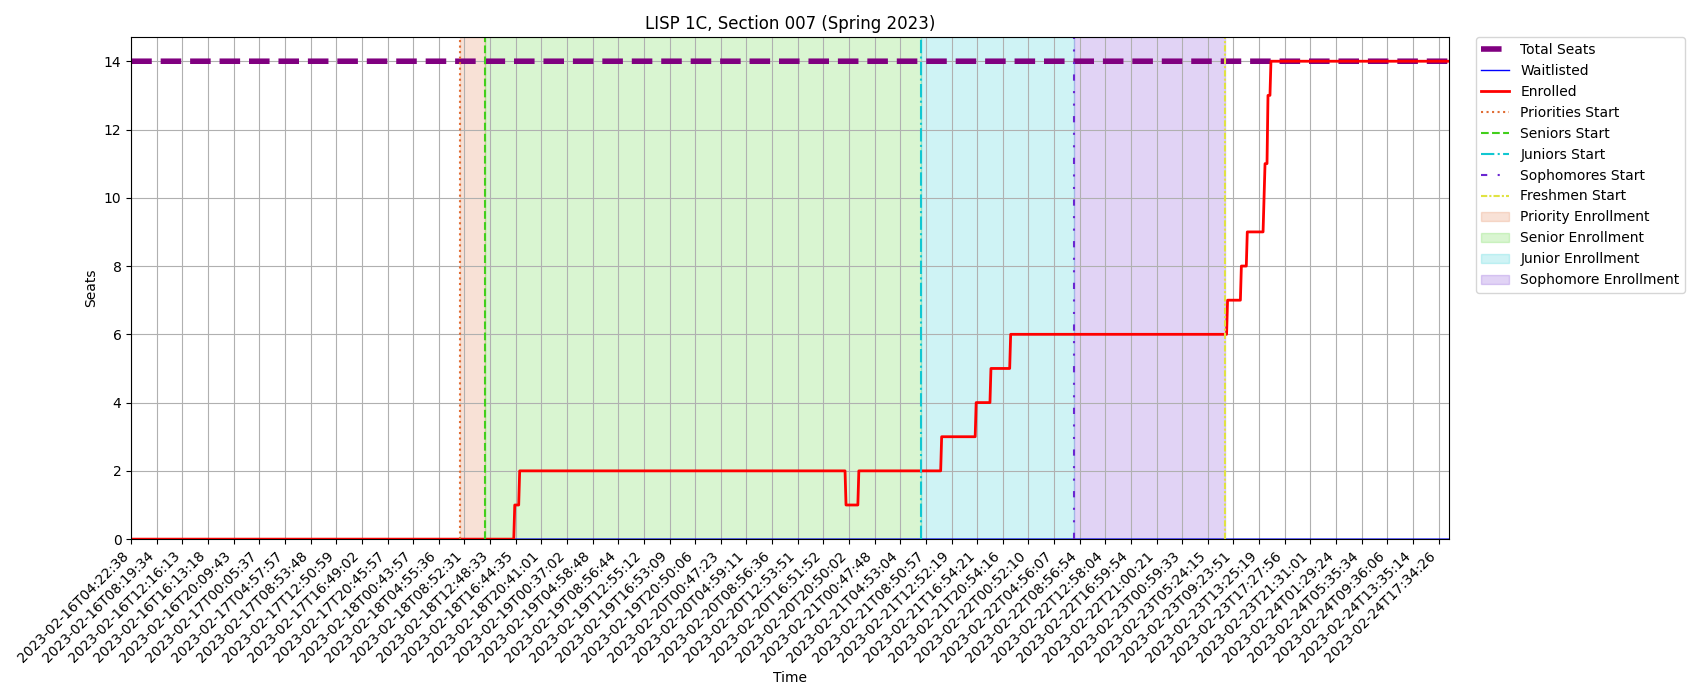 LISP 1C, Section 007 (Spring 2023)
Seats
14
12
10
8
6
4
2
0
2023-02-16T04:22:38
2023-02-16T08:19:34
2023-02-16T12:16:13
2023-02-16T16:13:18
2023-02-16T20:09:43
2023-02-17T00:05:37
2023-02-17T04:57:57
2023-02-17T08:53:48
2023-02-17T12:50:59
2023-02-17T16:49:02
2023-02-17T20:45:57
2023-02-18T00:43:57
2023-02-18T04:55:36
2023-02-18T08:52:31
2023-02-18T12:48:33
2023-02-18T16:44:35
2023-02-18T20:41:01
2023-02-19T00:37:02
2023-02-19T04:58:48
2023-02-19T08:56:44
2023-02-19T12:55:12
2023-02-19T16:53:09
2023-02-19T20:50:06
2023-02-20T00:47:23
2023-02-20T04:59:11
2023-02-20T08:56:36
2023-02-20T12:53:51
2023-02-20T16:51:52
2023-02-20T20:50:02
2023-02-21T00:47:48
2023-02-21T04:53:04
2023-02-21T08:50:57
2023-02-21T12:52:19
2023-02-21T16:54:21
2023-02-21T20:54:16
2023-02-22T00:52:10
2023-02-22T04:56:07
2023-02-22T08:56:54
2023-02-22T12:58:04
2023-02-22T16:59:54
2023-02-22T21:00:21
2023-02-23T00:59:33
2023-02-23T05:24:15
2023-02-23T09:23:51
2023-02-23T13:25:19
2023-02-23T17:27:56
2023-02-23T21:31:01
2023-02-24T01:29:24
2023-02-24T05:35:34
2023-02-24T09:36:06
2023-02-24T13:35:14
2023-02-24T17:34:26
Time
Total Seats
Waitlisted
Enrolled
Priorities Start
Seniors Start
Juniors Start
Sophomores Start
Freshmen Start
Priority Enrollment
Senior Enrollment
Junior Enrollment
Sophomore Enrollment